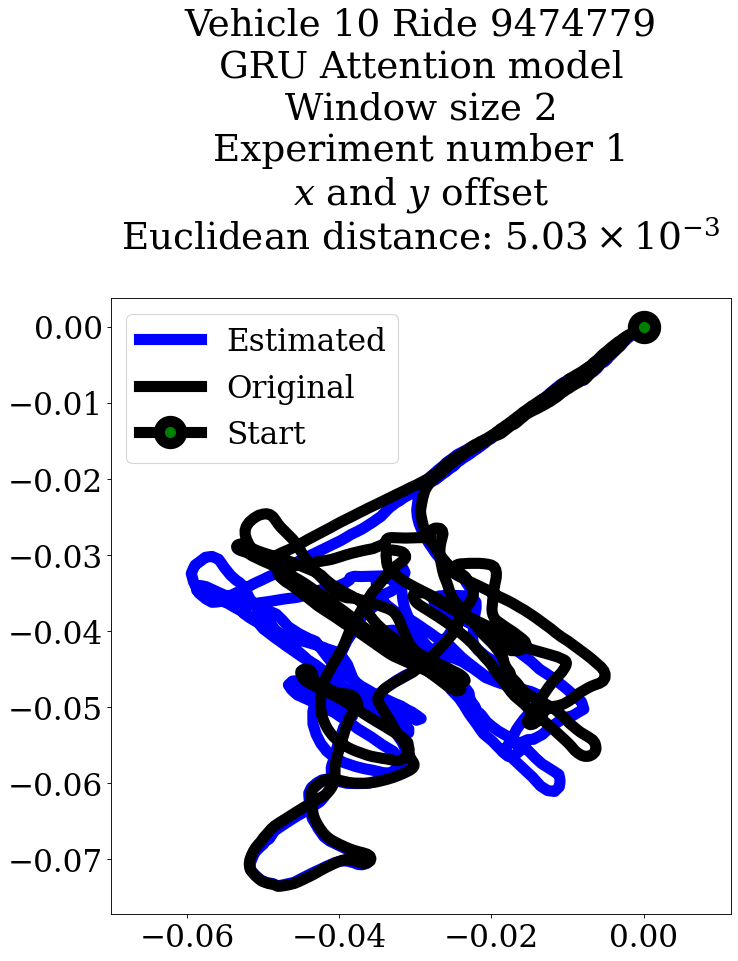 Vehicle 10 Ride 9474779
GRU Attention model
Window size 2
Experiment number 1
x and y offset
Euclidean distance: 5.03 × 10⁻³
Estimated
Original
Start
0.00
−0.01
−0.02
−0.03
−0.04
−0.05
−0.06
−0.07
−0.06 −0.04 −0.02 0.00